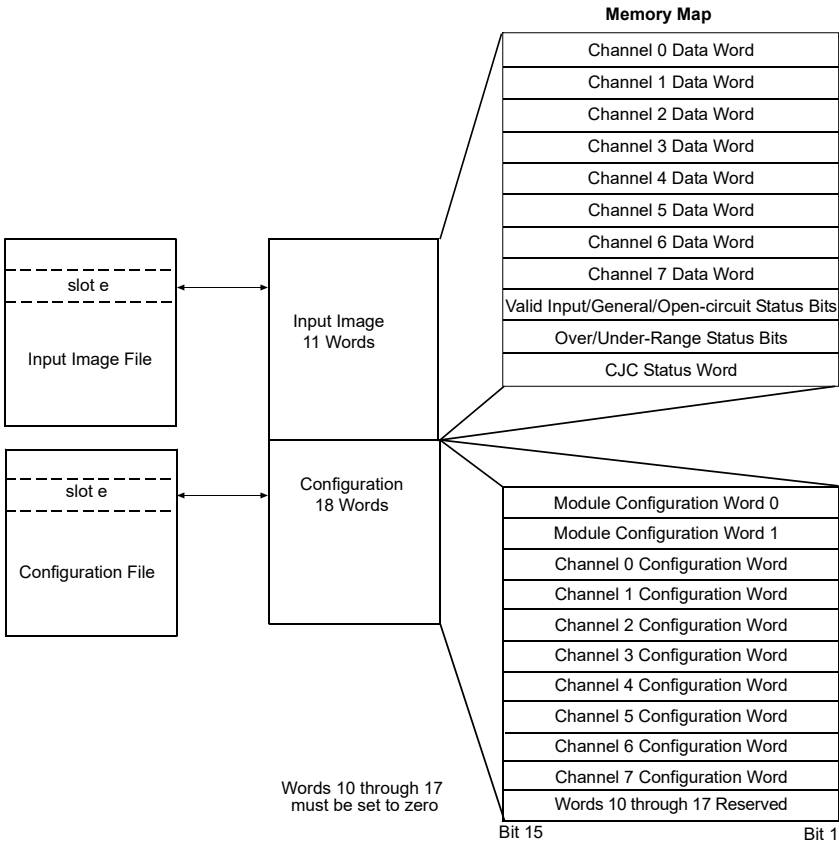 Memory Map
Channel 0 Data Word
Channel 1 Data Word
Channel 2 Data Word
Channel 3 Data Word
Channel 4 Data Word
Channel 5 Data Word
Channel 6 Data Word
Channel 7 Data Word
Valid Input/General/Open-circuit Status Bits
Over/Under-Range Status Bits
CJC Status Word
slot e
Input Image File
Input Image
11 Words
slot e
Configuration File
Configuration
18 Words
Module Configuration Word 0
Module Configuration Word 1
Channel 0 Configuration Word
Channel 1 Configuration Word
Channel 2 Configuration Word
Channel 3 Configuration Word
Channel 4 Configuration Word
Channel 5 Configuration Word
Channel 6 Configuration Word
Channel 7 Configuration Word
Words 10 through 17 Reserved
Words 10 through 17
must be set to zero
Bit 15
Bit 1